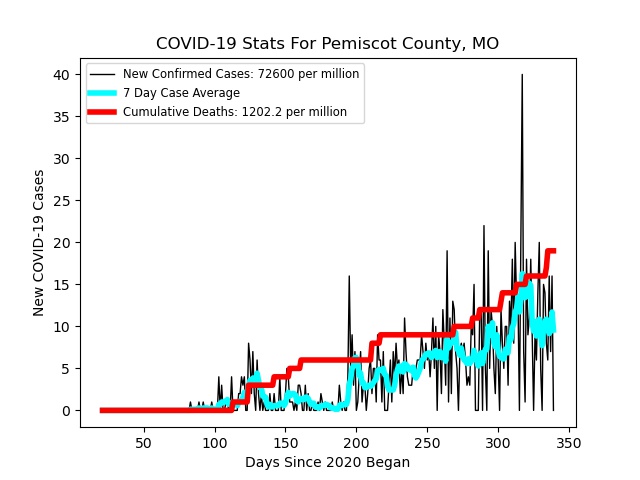 COVID-19 Stats For Pemiscot County, MO
New Confirmed Cases: 72600 per million
7 Day Case Average
Cumulative Deaths: 1202.2 per million
New COVID-19 Cases
40
35
30
25
20
15
10
5
0
50 100 150 200 250 300 350
Days Since 2020 Began